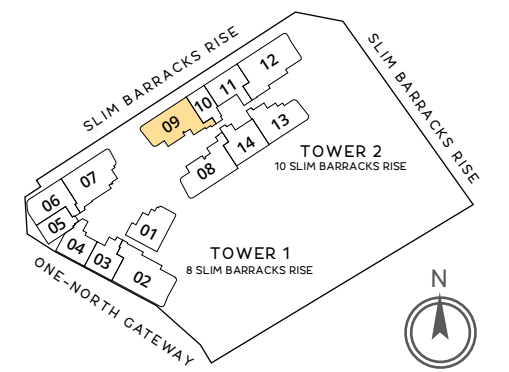 SLIM BARRACKS RISE
SLIM BARRACKS RISE
12
11
10
09
13
14
08
TOWER 2
10 SLIM BARRACKS RISE
07
06
05
04
03
02
01
TOWER 1
8 SLIM BARRACKS RISE
ONE-NORTH GATEWAY
N